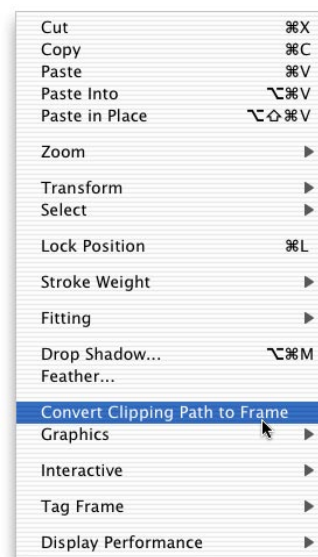 Cut ⌘X
Copy ⌘C
Paste ⌘V
Paste Into ⌥⌘V
Paste in Place ⌥⇧⌘V
Zoom
Transform
Select
Lock Position ⌘L
Stroke Weight
Fitting
Drop Shadow... ⌥⌘M
Feather...
Convert Clipping Path to Frame
Graphics
Interactive
Tag Frame
Display Performance